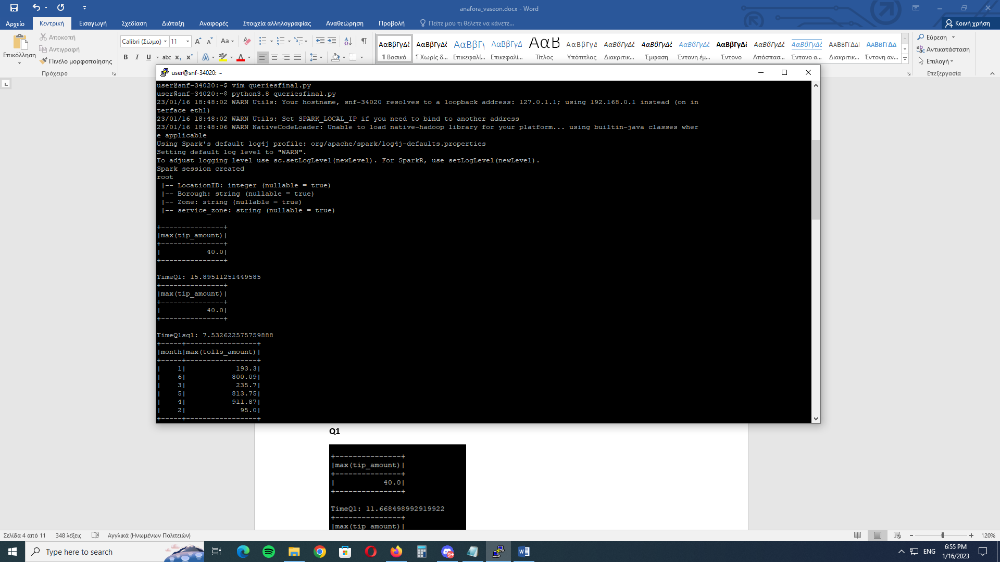 anafora_vaseon.docx - Word
Αρχείο Κεντρική Εισαγωγή Σχεδίαση Διάταξη Αναφορές Στοιχεία αλληλογραφίας Αναθεώρηση Προβολή Πείτε μου τι θέλετε να κάνετε... Κοινή χρήση
Επικόλληση
Αποκοπή
Αντιγραφή
Πινέλο μορφοποίησης
Πρόχειρο
Calibri (Σώμα) 11
ΑαΒβΓγΔδ ΑαΒβΓγΔδ ΑαΒβΓγ ΑαΒβΓγΔ ΑαΒ ΑαΒβΓγΔ ΑαΒβΓγΔδ ΑαΒβΓγΔδ ΑαΒβΓγΔδ ΑαΒβΓγΔδ ΑαΒβΓγΔδ ΑαΒβΓγΔδ ΑΑΒΒΓΓΔΔ ΑΑΒΒΓΓΔΔ
¶ Βασικό ¶ Χωρίς δ... Επικεφαλί... Επικεφαλί... Τίτλος Υπότιτλος Διακριτικ... Έμφαση Έντονη έμ... Έντονο Απόσπασ... Έντονο α... Διακριτικ... Έντονη αν...
Εύρεση
Αντικατάσταση
Επιλογή
Επεξεργασία
user@snf-34020: ~
user@snf-34020:~$ vim queriesfinal.py
user@snf-34020:~$ python3.8 queriesfinal.py
23/01/16 18:48:02 WARN Utils: Your hostname, snf-34020 resolves to a loopback address: 127.0.1.1; using 192.168.0.1 instead (on in
terface eth1)
23/01/16 18:48:02 WARN Utils: Set SPARK_LOCAL_IP if you need to bind to another address
23/01/16 18:48:06 WARN NativeCodeLoader: Unable to load native-hadoop library for your platform... using builtin-java classes wher
e applicable
Using Spark's default log4j profile: org/apache/spark/log4j-defaults.properties
Setting default log level to "WARN".
To adjust logging level use sc.setLogLevel(newLevel). For SparkR, use setLogLevel(newLevel).
Spark session created
root
 |-- LocationID: integer (nullable = true)
 |-- Borough: string (nullable = true)
 |-- Zone: string (nullable = true)
 |-- service_zone: string (nullable = true)
+---------------+
|max(tip_amount)|
+---------------+
|           40.0|
+---------------+
TimeQ1: 15.89511251449585
+---------------+
|max(tip_amount)|
+---------------+
|           40.0|
+---------------+
TimeQ1sql: 7.532622575759888
+-----+-----------------+
|month|max(tolls_amount)|
+-----+-----------------+
|    1|            193.3|
|    6|           800.09|
|    3|            235.7|
|    5|           813.75|
|    4|           911.87|
|    2|             95.0|
+-----+-----------------+
Q1
+---------------+
|max(tip_amount)|
+---------------+
|           40.0|
+---------------+
TimeQ1: 11.668498992919922
+---------------+
|max(tip_amount)|
Σελίδα 4 από 11 348 λέξεις Αγγλικά (Ηνωμένων Πολιτειών) 120%
Type here to search
9+
ENG
6:55 PM
1/16/2023